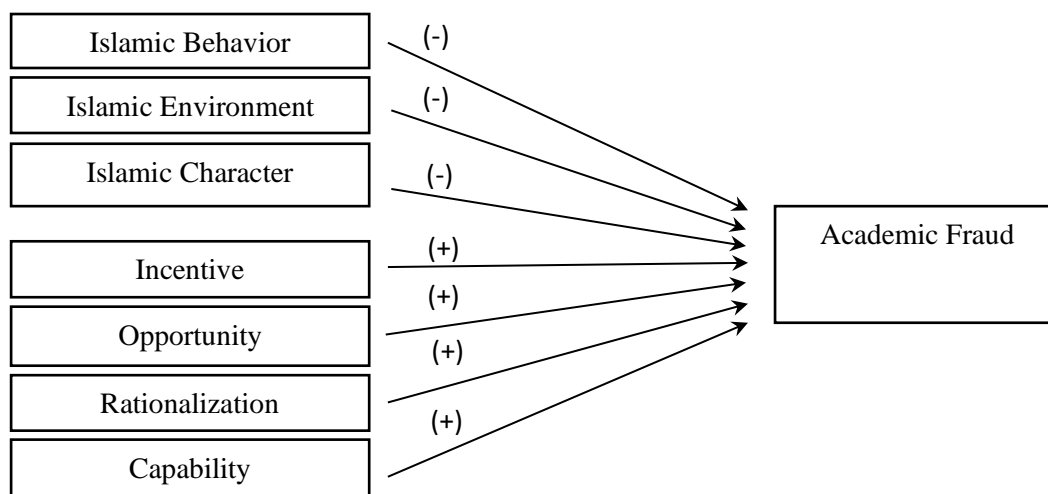 Islamic Behavior
(-)
Islamic Environment
(-)
Islamic Character
(-)
Academic Fraud
Incentive
(+)
Opportunity
(+)
Rationalization
(+)
Capability
(+)